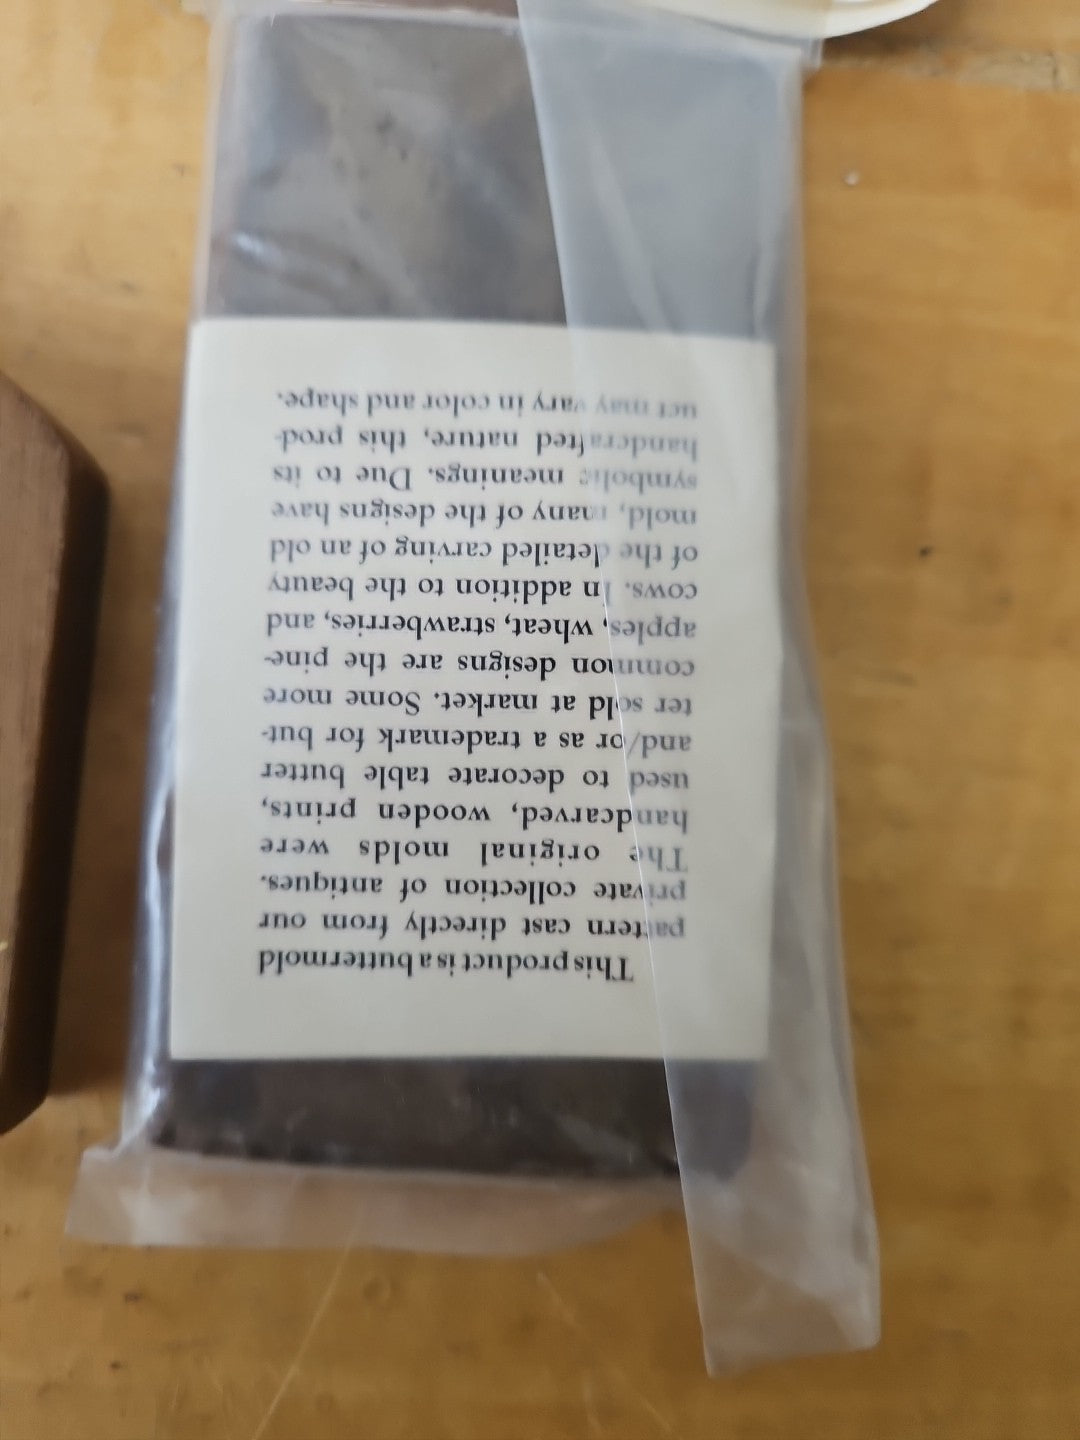 This product is a buttermold
pattern cast directly from our
private collection of antiques.
The original molds were
handcarved, wooden prints,
used to decorate table butter
and/or as a trademark for but-
ter sold at market. Some more
common designs are the pine-
apples, wheat, strawberries, and
cows. In addition to the beauty
of the detailed carving of an old
mold, many of the designs have
symbolic meanings. Due to its
handcrafted nature, this prod-
uct may vary in color and shape.